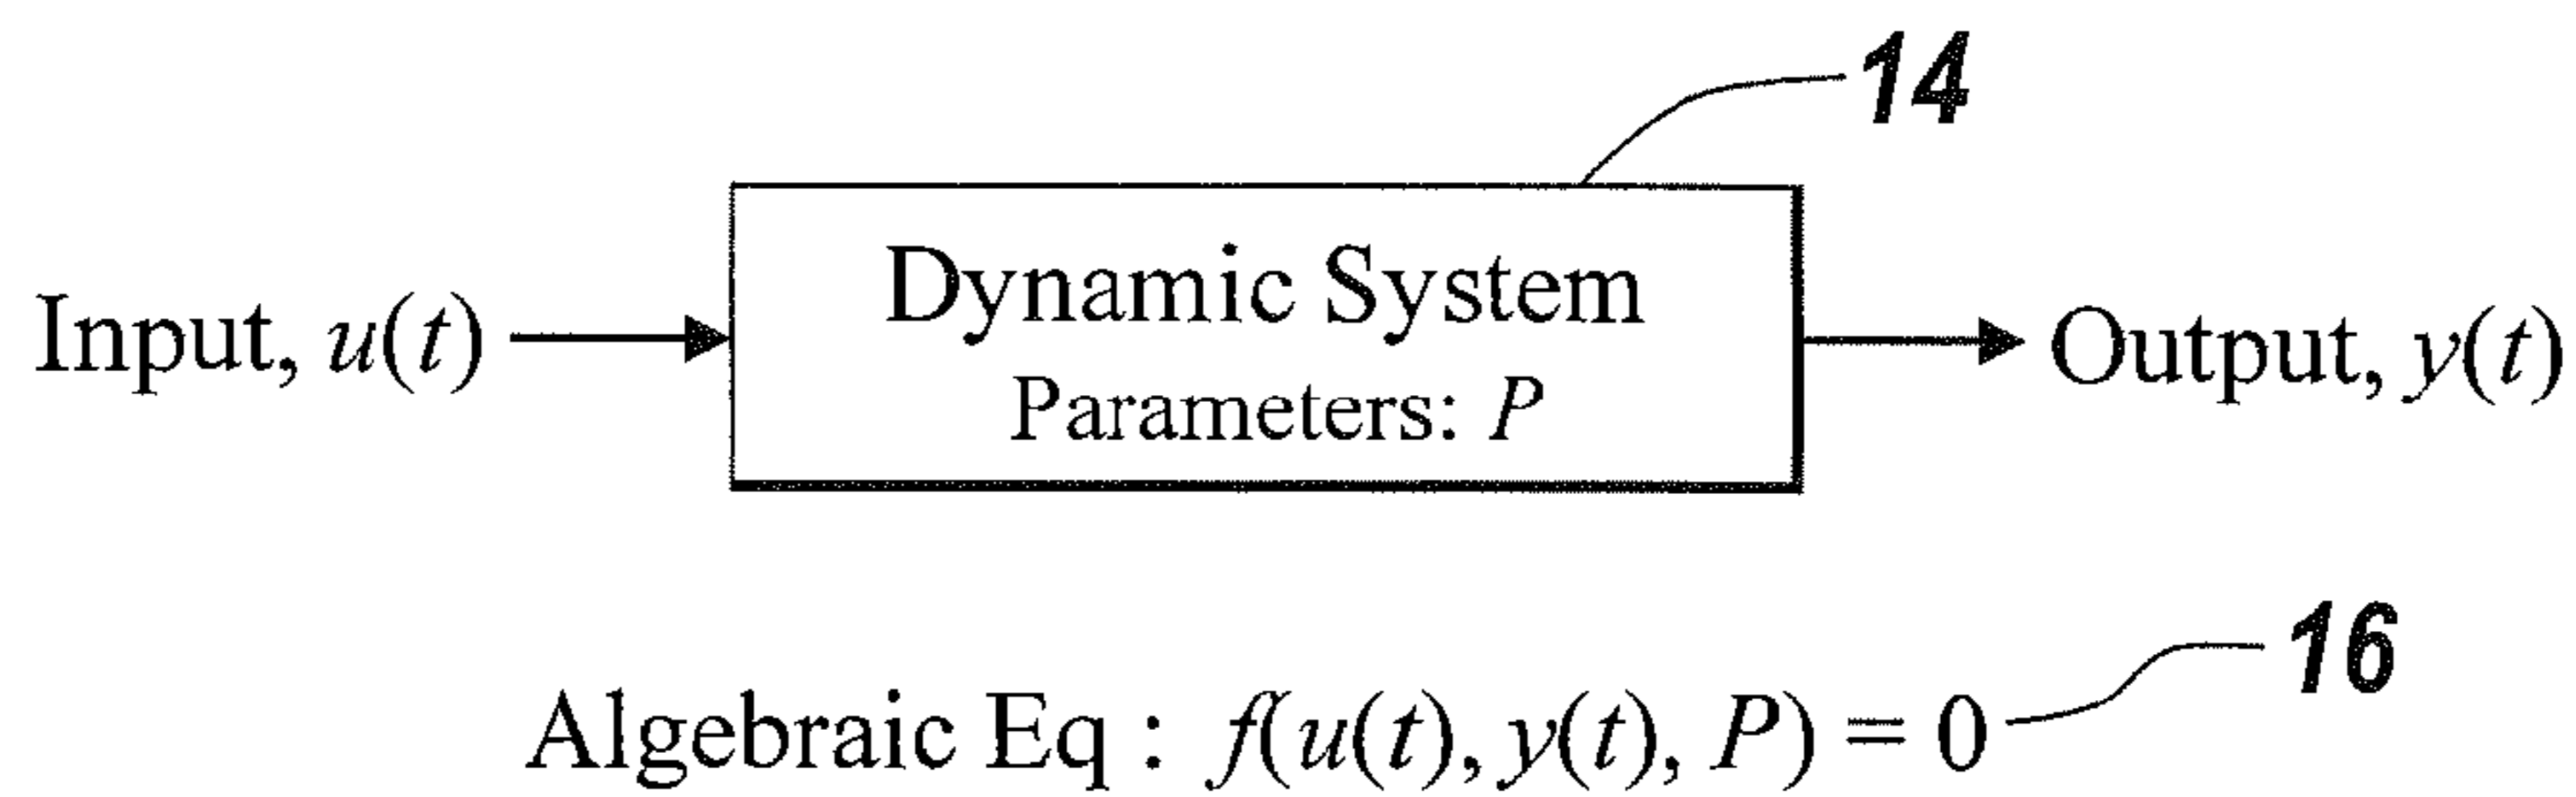 14
Dynamic System
Input, u(t)
Output, y(t)
Parameters: P
16
Algebraic Eq : f(u(t), y(t), P) = 0